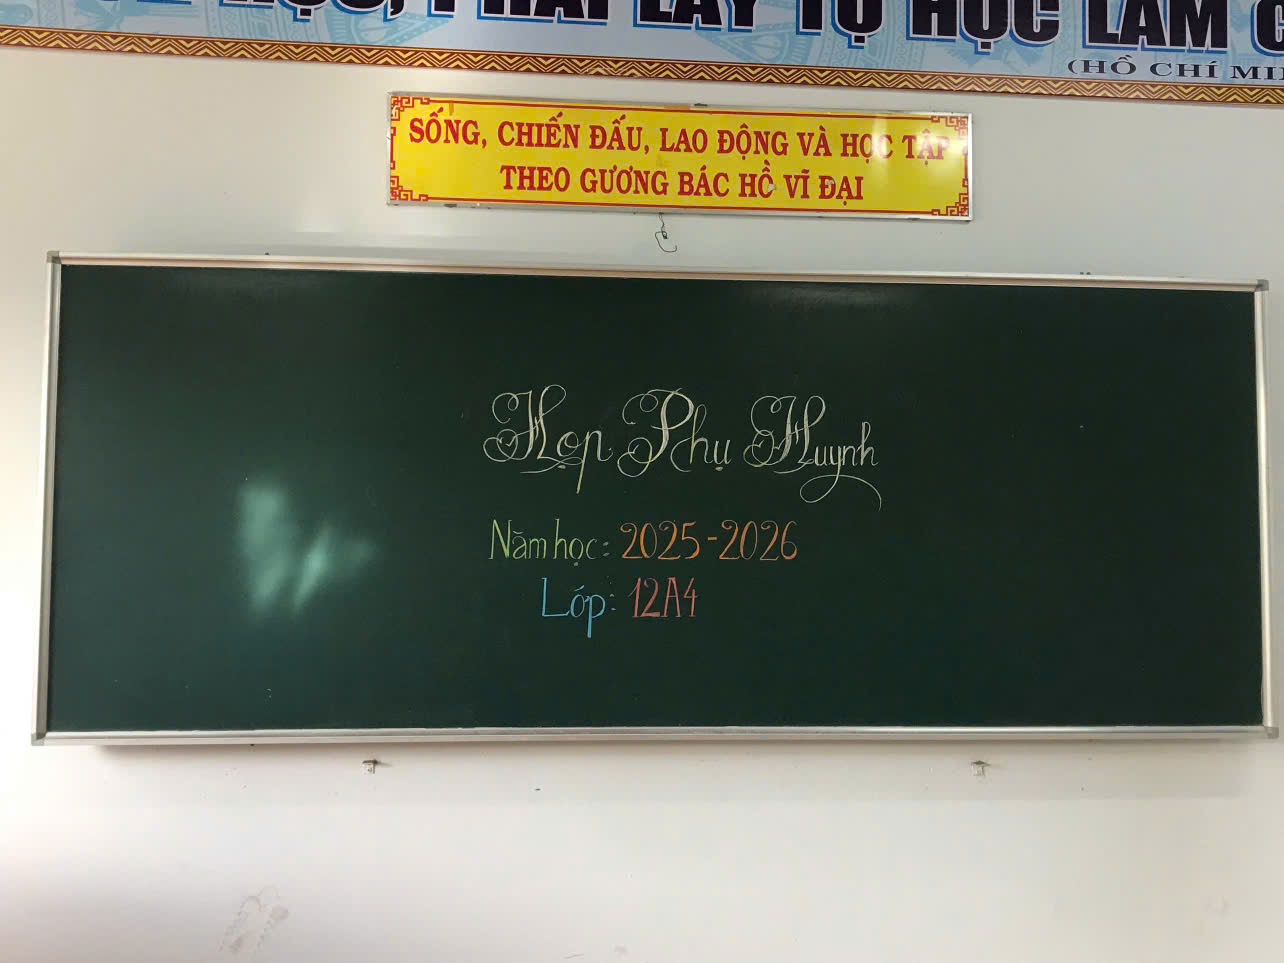 HỌC, PHẢI LẤY TỰ HỌC LÀM
(HỒ CHÍ
SỐNG, CHIẾN ĐẤU, LAO ĐỘNG VÀ HỌC TẬP
THEO GƯƠNG BÁC HỒ VĨ ĐẠI
Họp Phụ Huynh
Năm học: 2025-2026
Lớp: 12A4